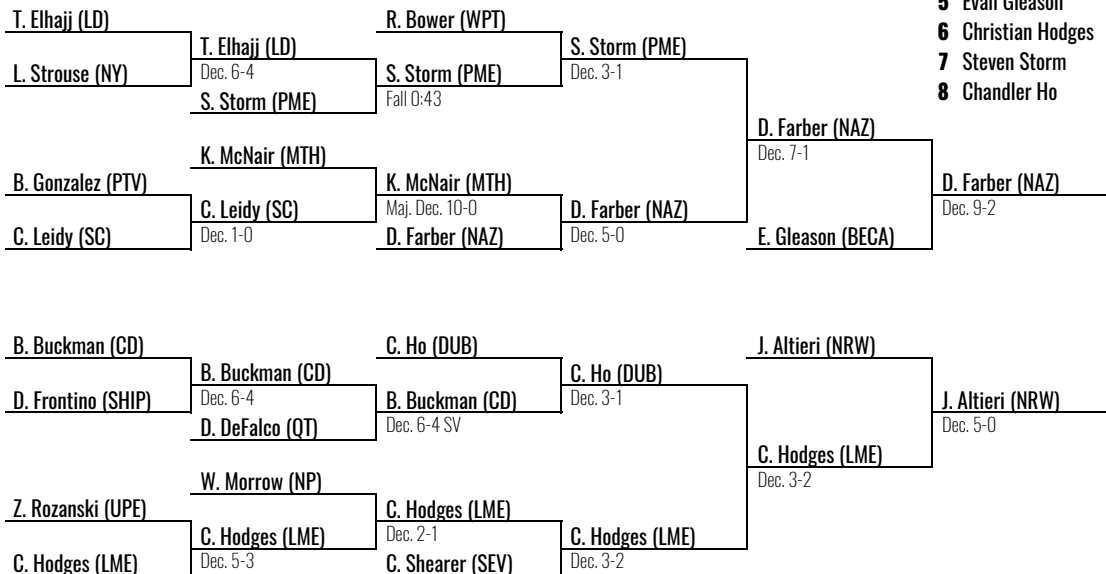 5 Evan Gleason
6 Christian Hodges
7 Steven Storm
8 Chandler Ho
T. Elhajj (LD)
L. Strouse (NY)
B. Gonzalez (PTV)
C. Leidy (SC)
T. Elhajj (LD)
Dec. 6-4
S. Storm (PME)
K. McNair (MTH)
C. Leidy (SC)
Dec. 1-0
R. Bower (WPT)
S. Storm (PME)
Fall 0:43
K. McNair (MTH)
Maj. Dec. 10-0
D. Farber (NAZ)
S. Storm (PME)
Dec. 3-1
D. Farber (NAZ)
Dec. 5-0
D. Farber (NAZ)
Dec. 7-1
E. Gleason (BECA)
D. Farber (NAZ)
Dec. 9-2
B. Buckman (CD)
D. Frontino (SHIP)
Z. Rozanski (UPE)
C. Hodges (LME)
B. Buckman (CD)
Dec. 6-4
D. DeFalco (QT)
W. Morrow (NP)
C. Hodges (LME)
Dec. 5-3
C. Ho (DUB)
B. Buckman (CD)
Dec. 6-4 SV
C. Hodges (LME)
Dec. 2-1
C. Shearer (SEV)
C. Ho (DUB)
Dec. 3-1
C. Hodges (LME)
Dec. 3-2
J. Altieri (NRW)
C. Hodges (LME)
Dec. 3-2
J. Altieri (NRW)
Dec. 5-0